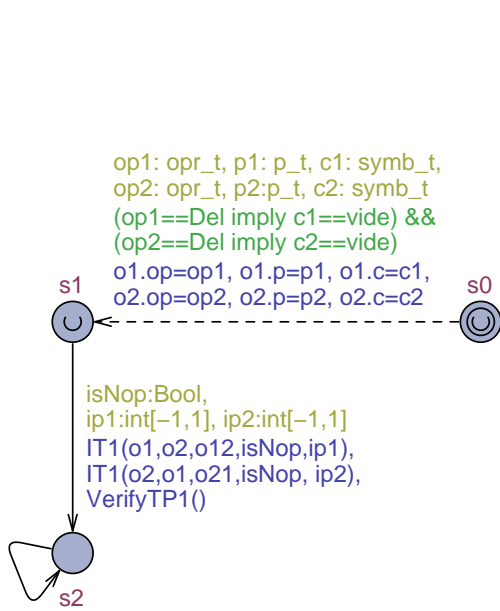 op1: opr_t, p1: p_t, c1: symb_t,
op2: opr_t, p2:p_t, c2: symb_t
(op1==Del imply c1==vide) &&
(op2==Del imply c2==vide)
o1.op=op1, o1.p=p1, o1.c=c1,
o2.op=op2, o2.p=p2, o2.c=c2
s1
s0
isNop:Bool,
ip1:int[−1,1], ip2:int[−1,1]
IT1(o1,o2,o12,isNop,ip1),
IT1(o2,o1,o21,isNop, ip2),
VerifyTP1()
s2